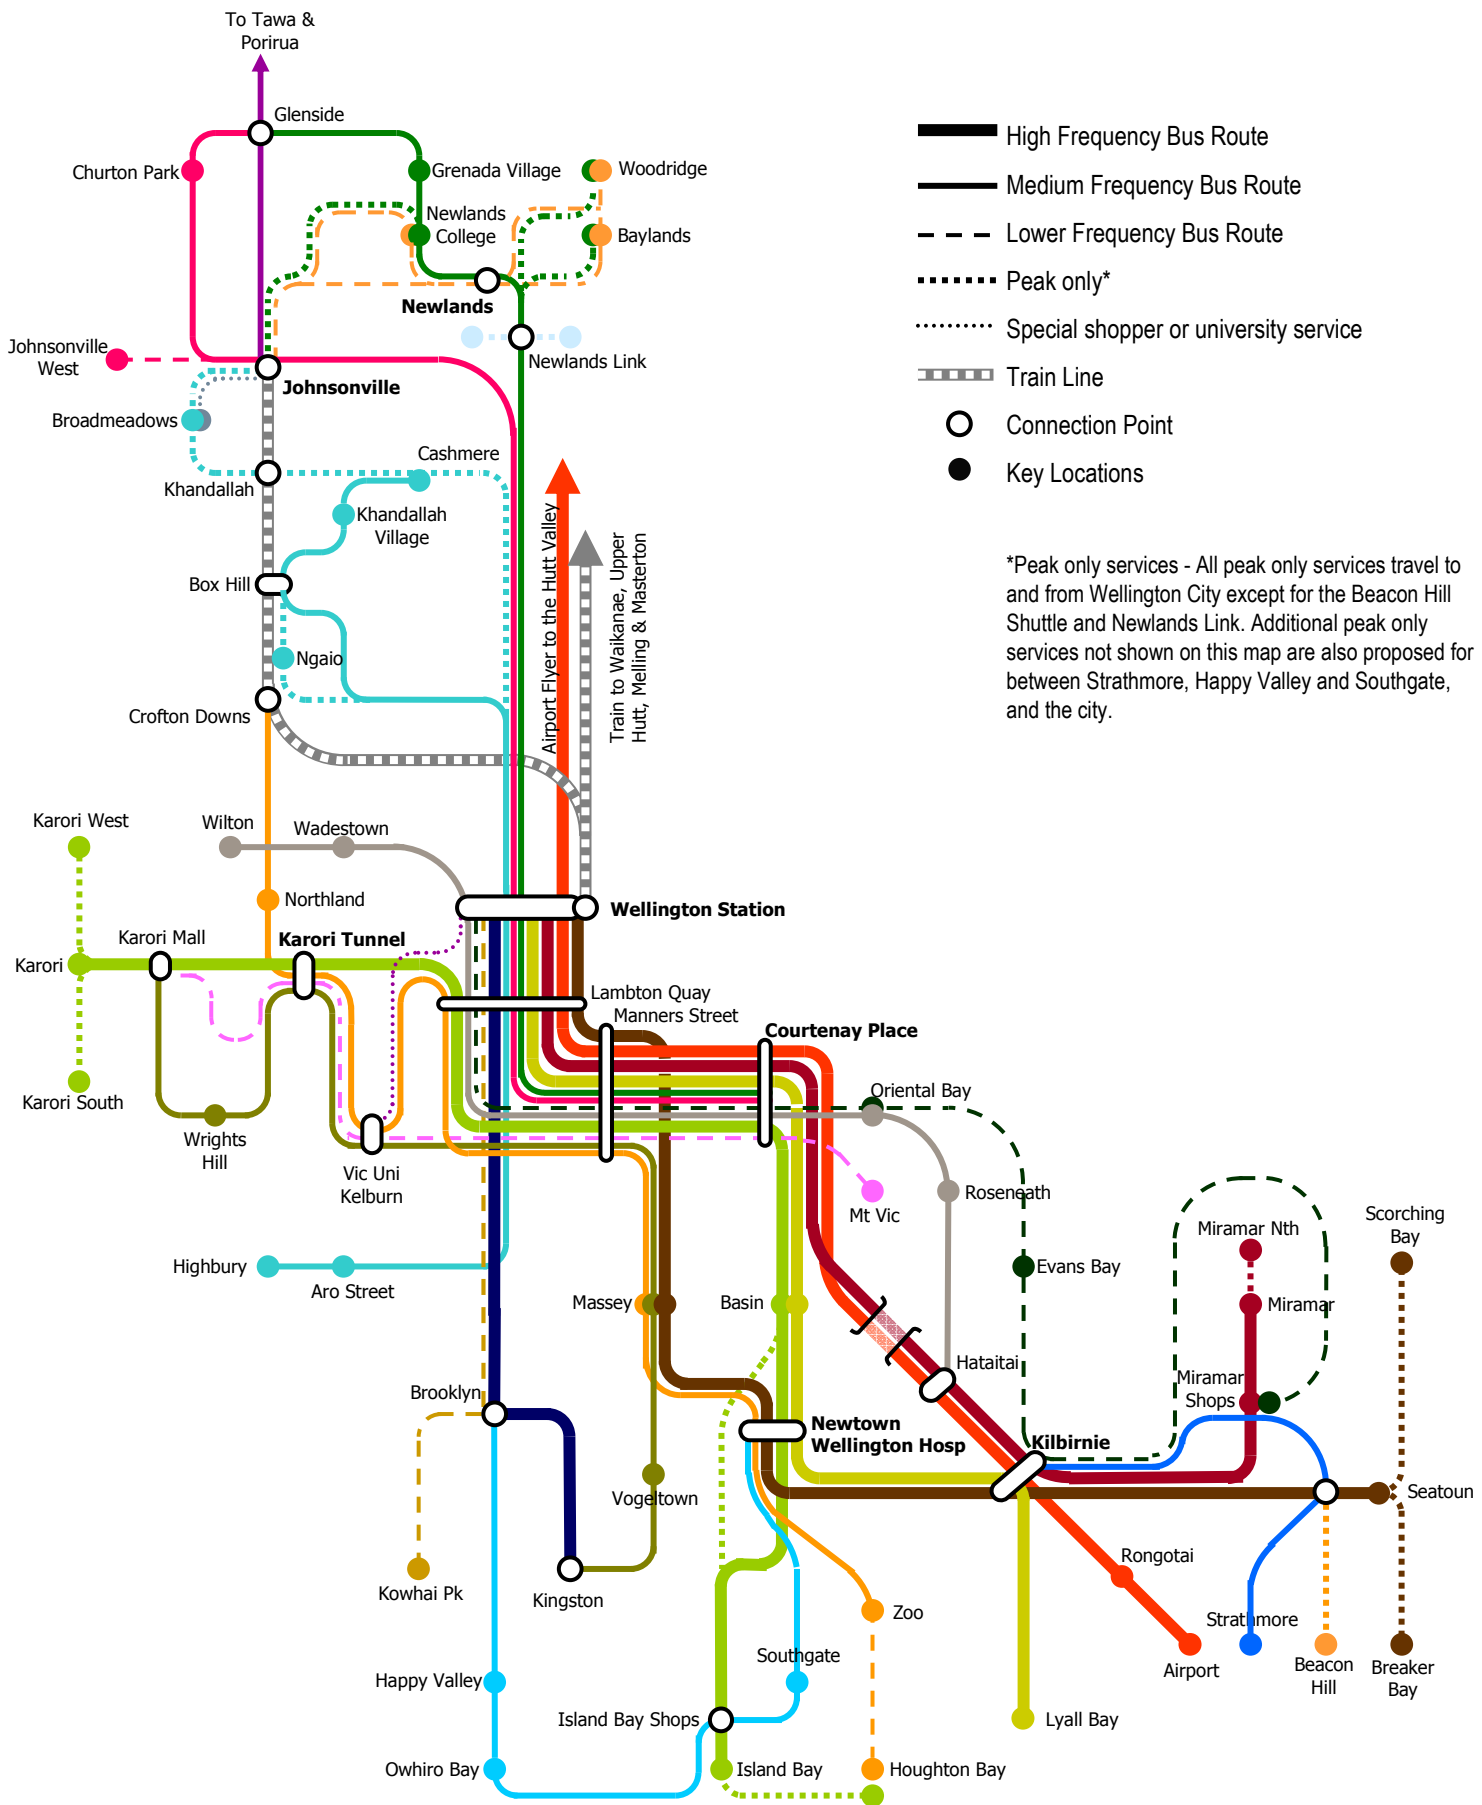 To Tawa &
Porirua
Glenside
Churton Park
Grenada Village
Woodridge
Newlands
College
Baylands
Newlands
Newlands Link
Johnsonville
West
Johnsonville
Broadmeadows
Cashmere
Khandallah
Khandallah
Village
Box Hill
Ngaio
Crofton Downs
Airport Flyer to the Hutt Valley
Train to Waikanae, Upper
Hutt, Melling & Masterton
High Frequency Bus Route
Medium Frequency Bus Route
Lower Frequency Bus Route
Peak only*
Special shopper or university service
Train Line
Connection Point
Key Locations
*Peak only services - All peak only services travel to
and from Wellington City except for the Beacon Hill
Shuttle and Newlands Link. Additional peak only
services not shown on this map are also proposed for
between Strathmore, Happy Valley and Southgate,
and the city.
Karori West
Wilton
Wadestown
Northland
Wellington Station
Karori Mall
Karori Tunnel
Karori
Lambton Quay
Manners Street
Courtenay Place
Karori South
Wrights
Hill
Vic Uni
Kelburn
Oriental Bay
Mt Vic
Roseneath
Highbury
Aro Street
Evans Bay
Miramar Nth
Scorching
Bay
Massey
Basin
Miramar
Hataitai
Miramar
Shops
Brooklyn
Newtown
Wellington Hosp
Kilbirnie
Vogeltown
Seatoun
Kowhai Pk
Kingston
Rongotai
Zoo
Strathmore
Airport
Beacon
Hill
Breaker
Bay
Southgate
Happy Valley
Island Bay Shops
Lyall Bay
Owhiro Bay
Island Bay
Houghton Bay